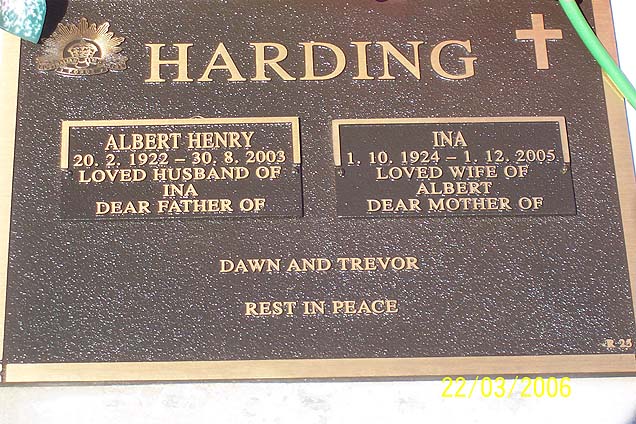 HARDING
ALBERT HENRY
20. 2. 1922 – 30. 8. 2003
LOVED HUSBAND OF
INA
DEAR FATHER OF
INA
1. 10. 1924 – 1. 12. 2005
LOVED WIFE OF
ALBERT
DEAR MOTHER OF
DAWN AND TREVOR
REST IN PEACE
R 25
22/03/2006